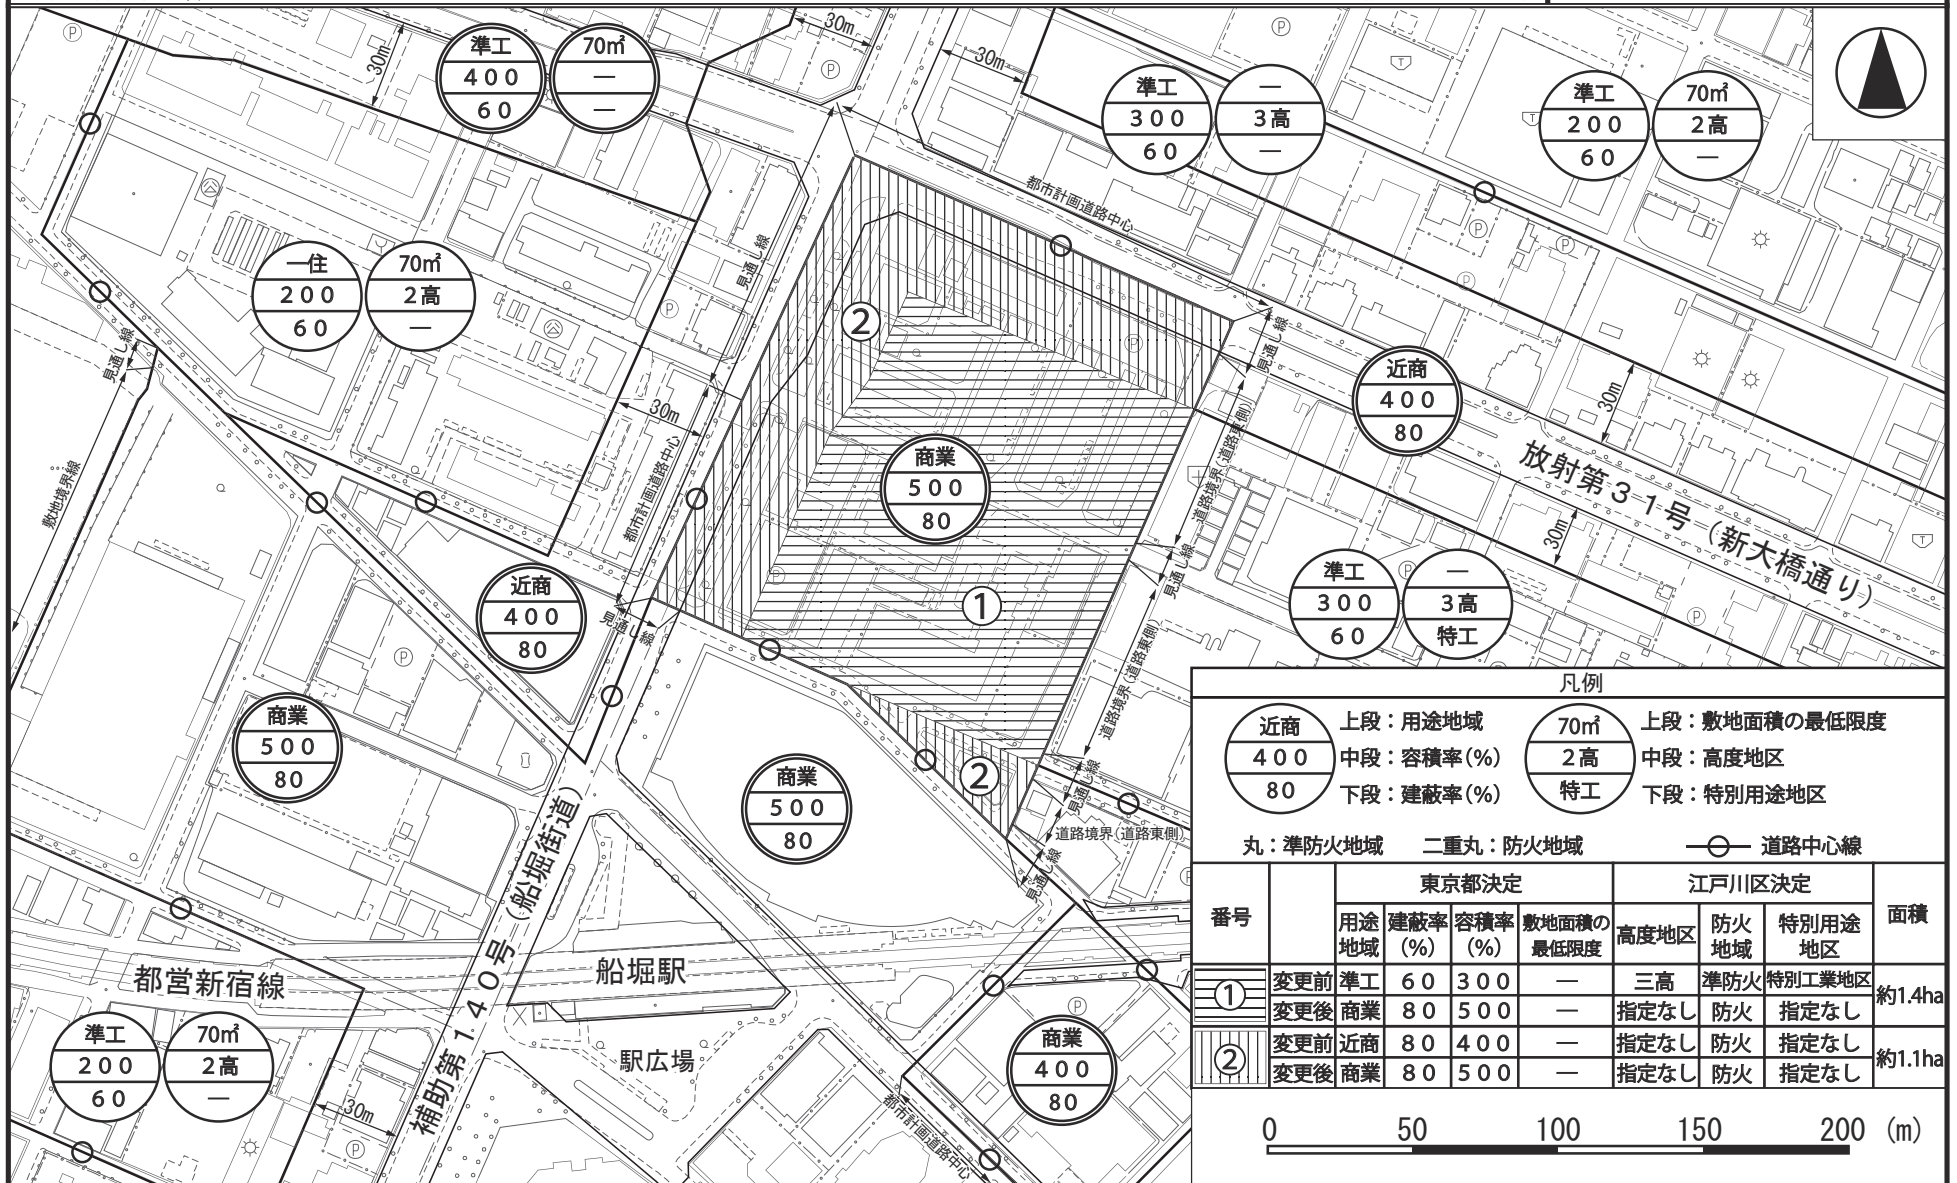 準工
400
60
70㎡
—
—
30m
30m
30m
準工
300
60
—
3高
—
準工
200
60
70㎡
2高
—
都市計画道路中心
見通し線
一住
200
60
70㎡
2高
—
②
見通し線
見通し線
近商
400
80
30m
30m
道路境界(道路東側)
放射第31号(新大橋通り)
都市計画道路中心
敷地境界線
商業
500
80
30m
見通し線
近商
400
80
見通し線
①
準工
300
60
—
3高
特工
道路境界(道路東側)
商業
500
80
商業
500
80
②
見通し線
道路境界(道路東側)
見通し線
補助第140号(船堀街道)
都営新宿線
船堀駅
駅広場
準工
200
60
70㎡
2高
—
30m
商業
400
80
都市計画道路中心
凡例
近商
400
80
上段:用途地域
中段:容積率(%)
下段:建蔽率(%)
70㎡
2高
特工
上段:敷地面積の最低限度
中段:高度地区
下段:特別用途地区
丸:準防火地域 二重丸:防火地域 道路中心線
番号 東京都決定 江戸川区決定 面積
用途地域 建蔽率(%) 容積率(%) 敷地面積の最低限度 高度地区 防火地域 特別用途地区
① 変更前 準工 60 300 — 三高 準防火 特別工業地区 約1.4ha
変更後 商業 80 500 — 指定なし 防火 指定なし
② 変更前 近商 80 400 — 指定なし 防火 指定なし 約1.1ha
変更後 商業 80 500 — 指定なし 防火 指定なし
0 50 100 150 200 (m)